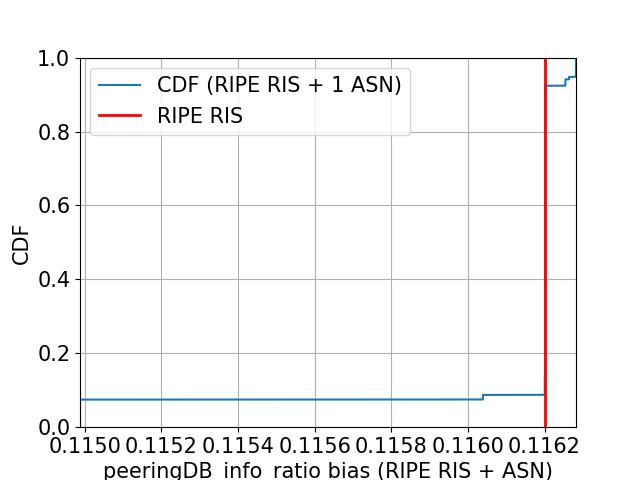 1.0
0.8
0.6
0.4
0.2
0.0
CDF
CDF (RIPE RIS + 1 ASN)
RIPE RIS
0.1150 0.1152 0.1154 0.1156 0.1158 0.1160 0.1162
peeringDB_info_ratio bias (RIPE RIS + ASN)